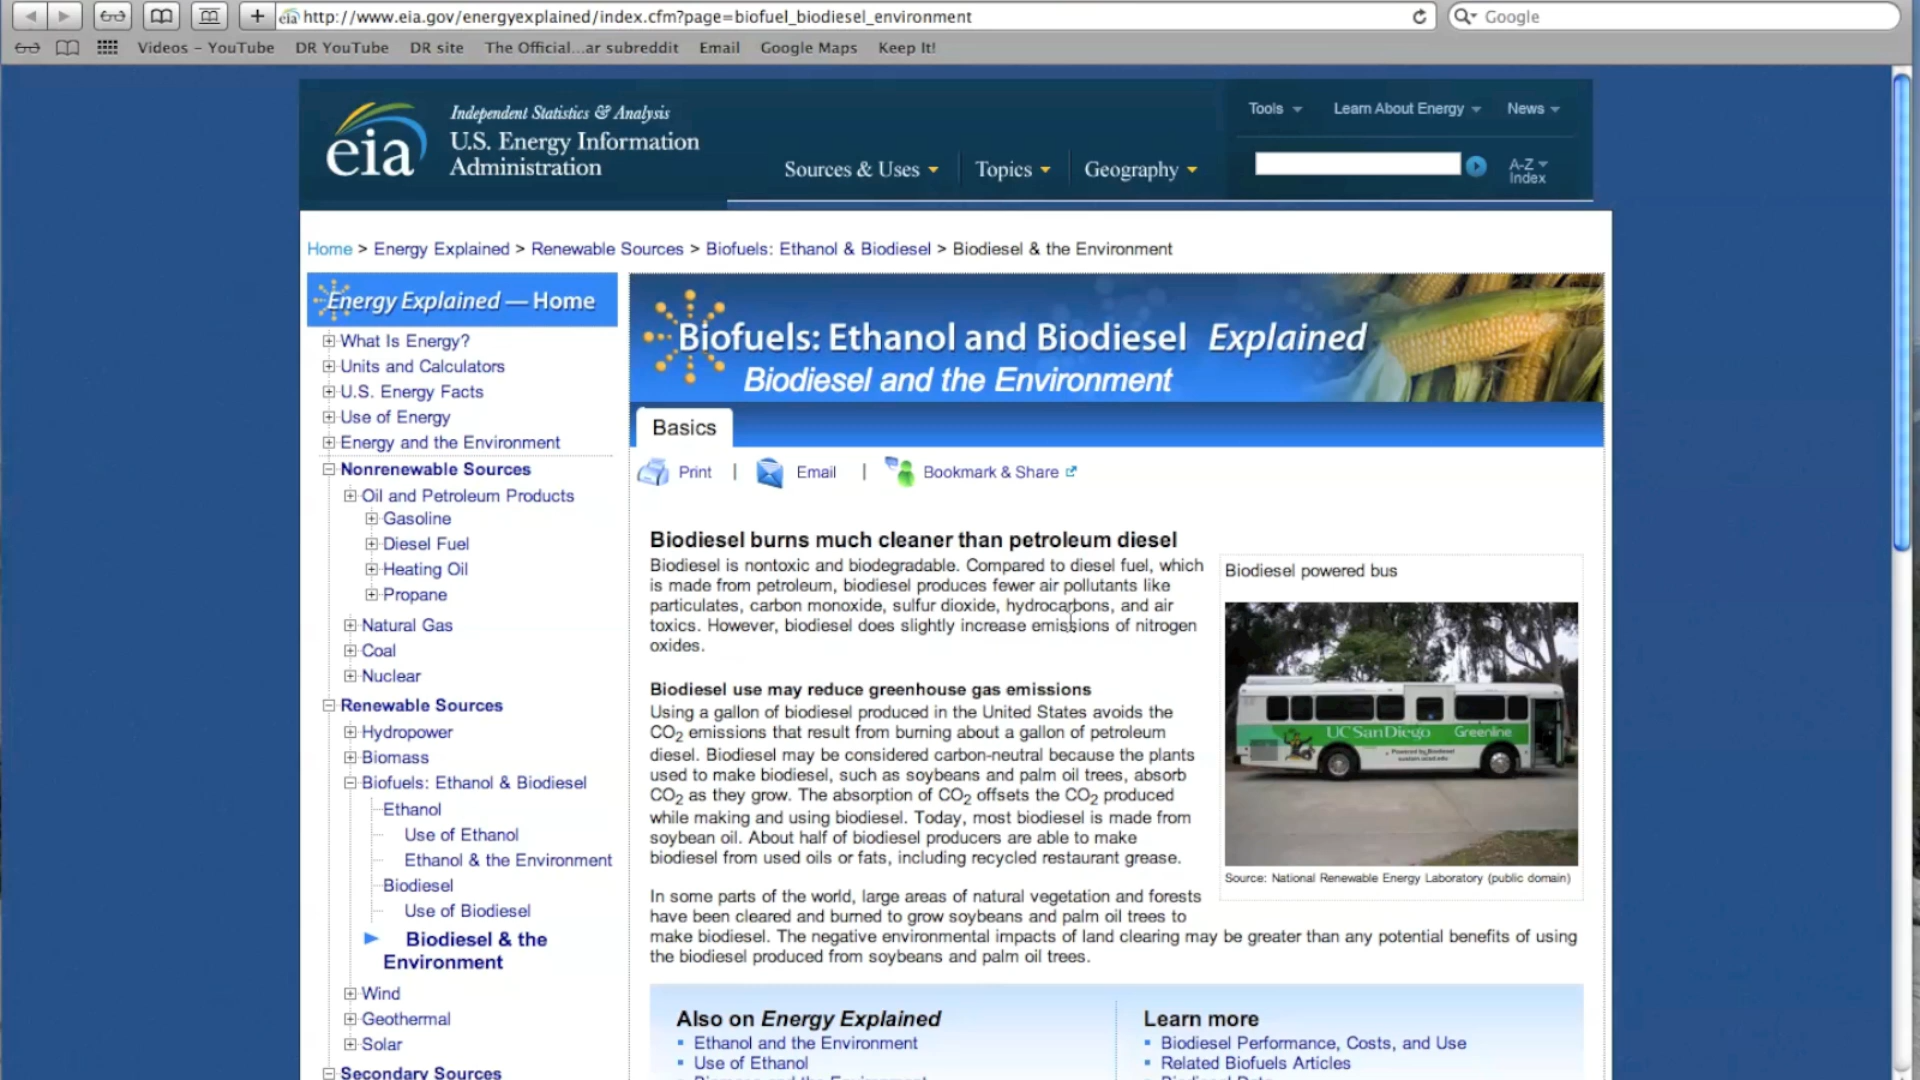 http://www.eia.gov/energyexplained/index.cfm?page=biofuel_biodiesel_environment
Google
Videos – YouTube
DR YouTube
DR site
The Official...ar subreddit
Email
Google Maps
Keep It!
eia
Independent Statistics & Analysis
U.S. Energy Information
Administration
Sources & Uses
Topics
Geography
Tools
Learn About Energy
News
A-Z
Index
Home > Energy Explained > Renewable Sources > Biofuels: Ethanol & Biodiesel > Biodiesel & the Environment
Energy Explained — Home
What Is Energy?
Units and Calculators
U.S. Energy Facts
Use of Energy
Energy and the Environment
Nonrenewable Sources
Oil and Petroleum Products
Gasoline
Diesel Fuel
Heating Oil
Propane
Natural Gas
Coal
Nuclear
Renewable Sources
Hydropower
Biomass
Biofuels: Ethanol & Biodiesel
Ethanol
Use of Ethanol
Ethanol & the Environment
Biodiesel
Use of Biodiesel
Biodiesel & the
Environment
Wind
Geothermal
Solar
Secondary Sources
Biofuels: Ethanol and Biodiesel Explained
Biodiesel and the Environment
Basics
Print | Email | Bookmark & Share
Biodiesel burns much cleaner than petroleum diesel
Biodiesel is nontoxic and biodegradable. Compared to diesel fuel, which
is made from petroleum, biodiesel produces fewer air pollutants like
particulates, carbon monoxide, sulfur dioxide, hydrocarbons, and air
toxics. However, biodiesel does slightly increase emissions of nitrogen
oxides.
Biodiesel use may reduce greenhouse gas emissions
Using a gallon of biodiesel produced in the United States avoids the
CO2 emissions that result from burning about a gallon of petroleum
diesel. Biodiesel may be considered carbon-neutral because the plants
used to make biodiesel, such as soybeans and palm oil trees, absorb
CO2 as they grow. The absorption of CO2 offsets the CO2 produced
while making and using biodiesel. Today, most biodiesel is made from
soybean oil. About half of biodiesel producers are able to make
biodiesel from used oils or fats, including recycled restaurant grease.
In some parts of the world, large areas of natural vegetation and forests
have been cleared and burned to grow soybeans and palm oil trees to
make biodiesel. The negative environmental impacts of land clearing may be greater than any potential benefits of using
the biodiesel produced from soybeans and palm oil trees.
Biodiesel powered bus
UC San Diego Greenline
Powered by Biodiesel
Source: National Renewable Energy Laboratory (public domain)
Also on Energy Explained
Ethanol and the Environment
Use of Ethanol
Learn more
Biodiesel Performance, Costs, and Use
Related Biofuels Articles